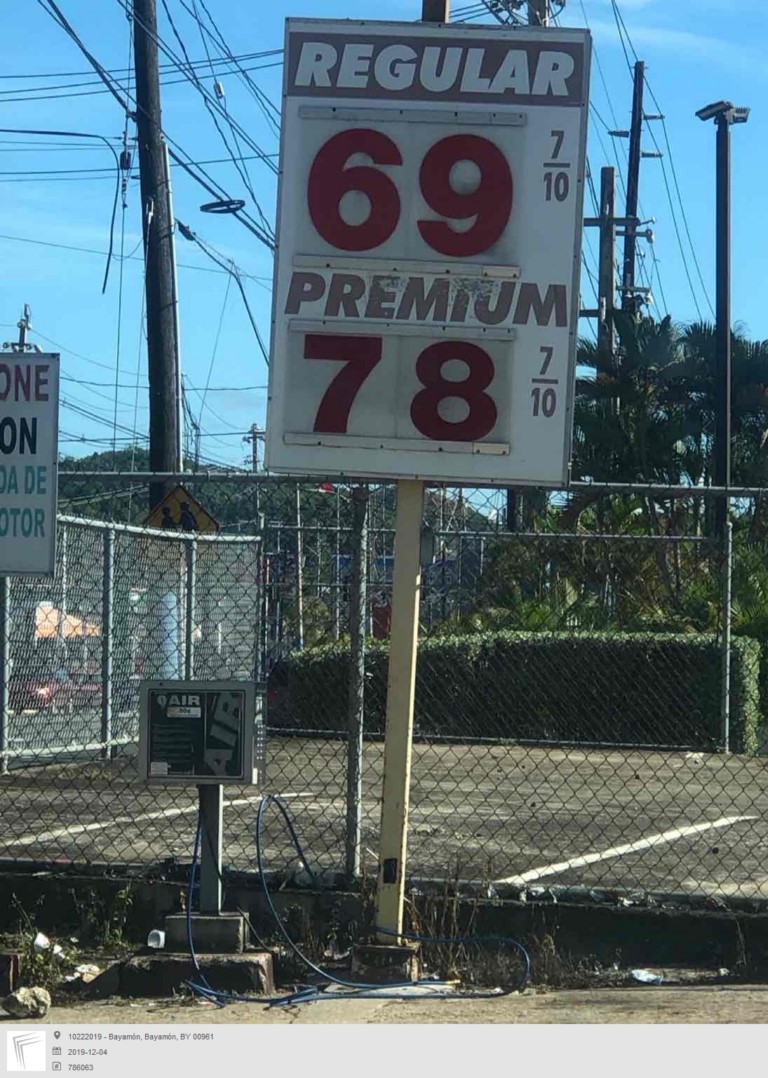 REGULAR
69 7/10
PREMIUM
78 7/10
ONE
ON
DA DE
OTOR
AIR
AIR
10222019 - Bayamón, Bayamón, BY 00961
2019-12-04
786063